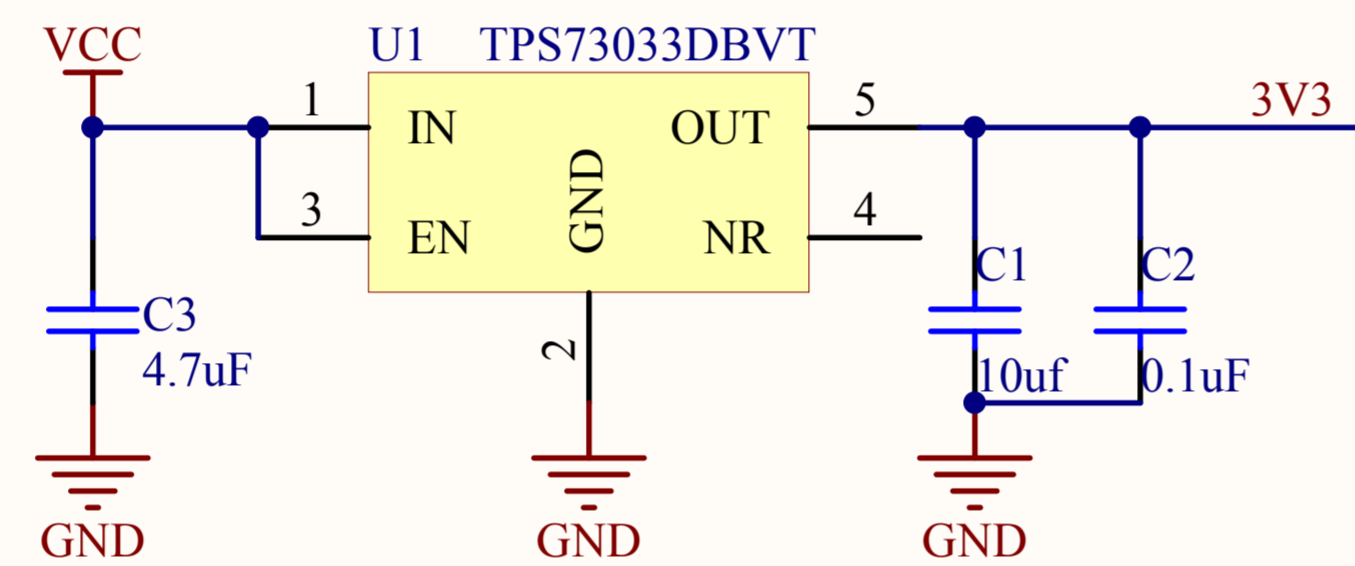 VCC
U1 TPS73033DBVT
1
IN
OUT
5
3V3
3
EN
GND
NR
4
C3
4.7uF
2
C1
10uf
C2
0.1uF
GND
GND
GND